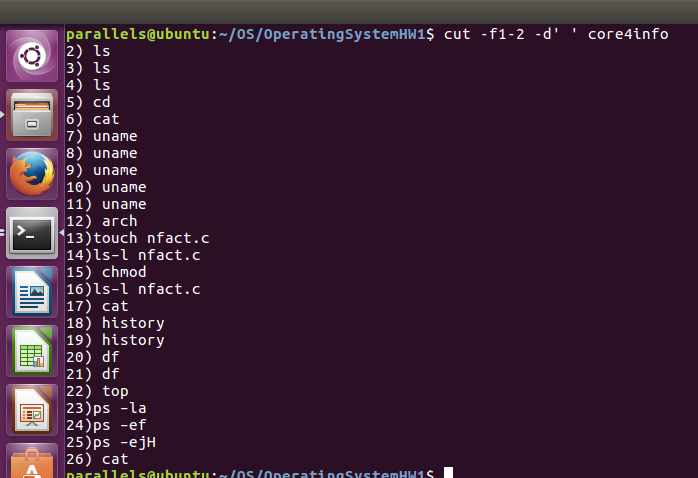 parallels@ubuntu:~/OS/OperatingSystemHW1$ cut -f1-2 -d' ' core4info
2) ls
3) ls
4) ls
5) cd
6) cat
7) uname
8) uname
9) uname
10) uname
11) uname
12) arch
13)touch nfact.c
14)ls-l nfact.c
15) chmod
16)ls-l nfact.c
17) cat
18) history
19) history
20) df
21) df
22) top
23)ps -la
24)ps -ef
25)ps -ejH
26) cat
parallels@ubuntu:~/OS/OperatingSystemHW1$